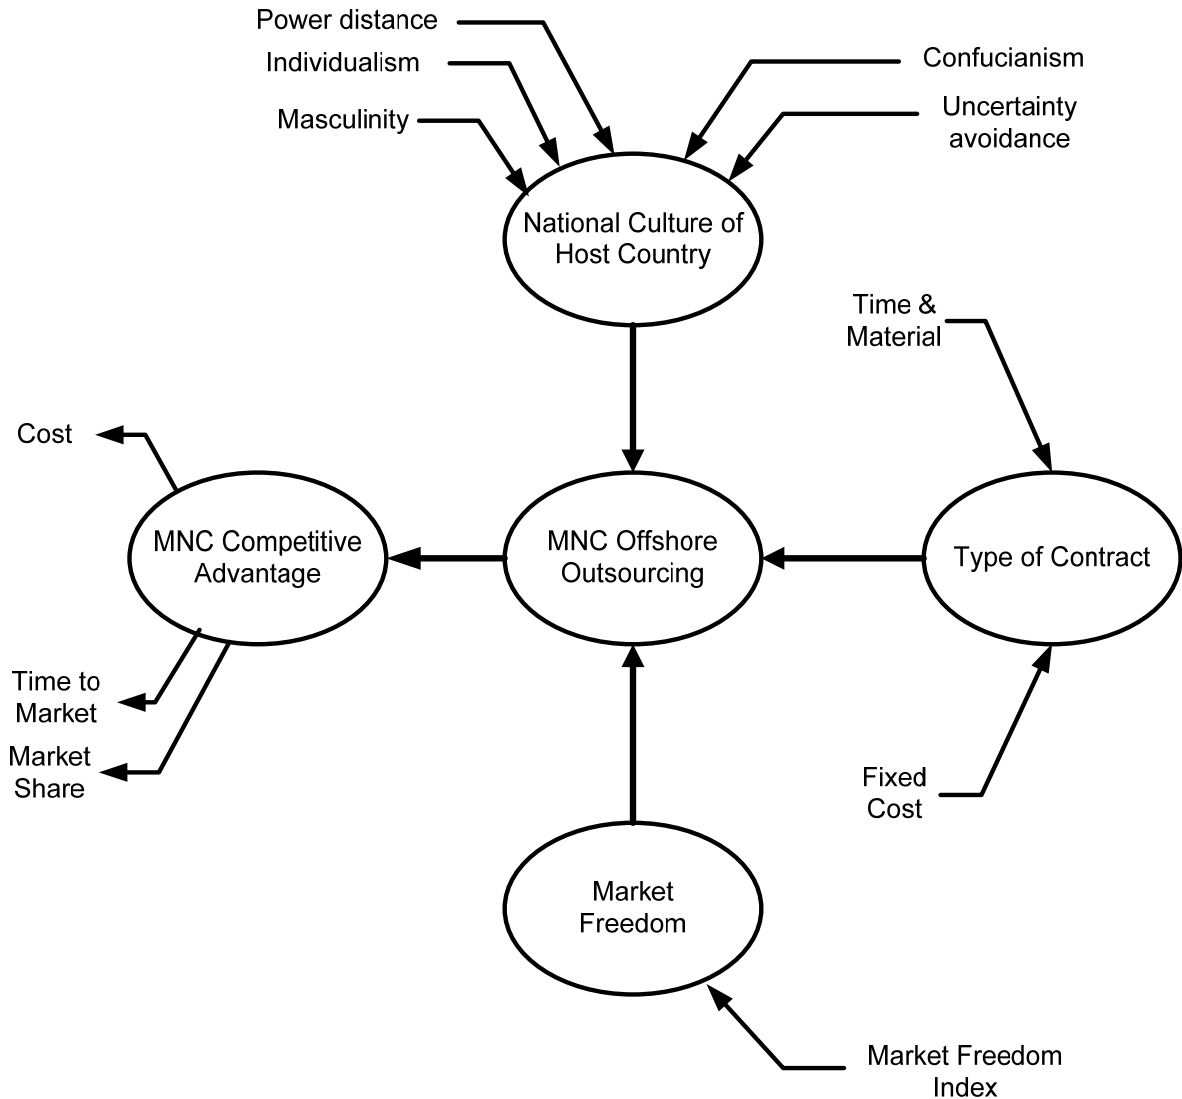 Power distance
Individualism
Masculinity
Confucianism
Uncertainty
avoidance
National Culture of
Host Country
Time &
Material
Cost
MNC Competitive
Advantage
MNC Offshore
Outsourcing
Type of Contract
Time to
Market
Market
Share
Fixed
Cost
Market
Freedom
Market Freedom
Index